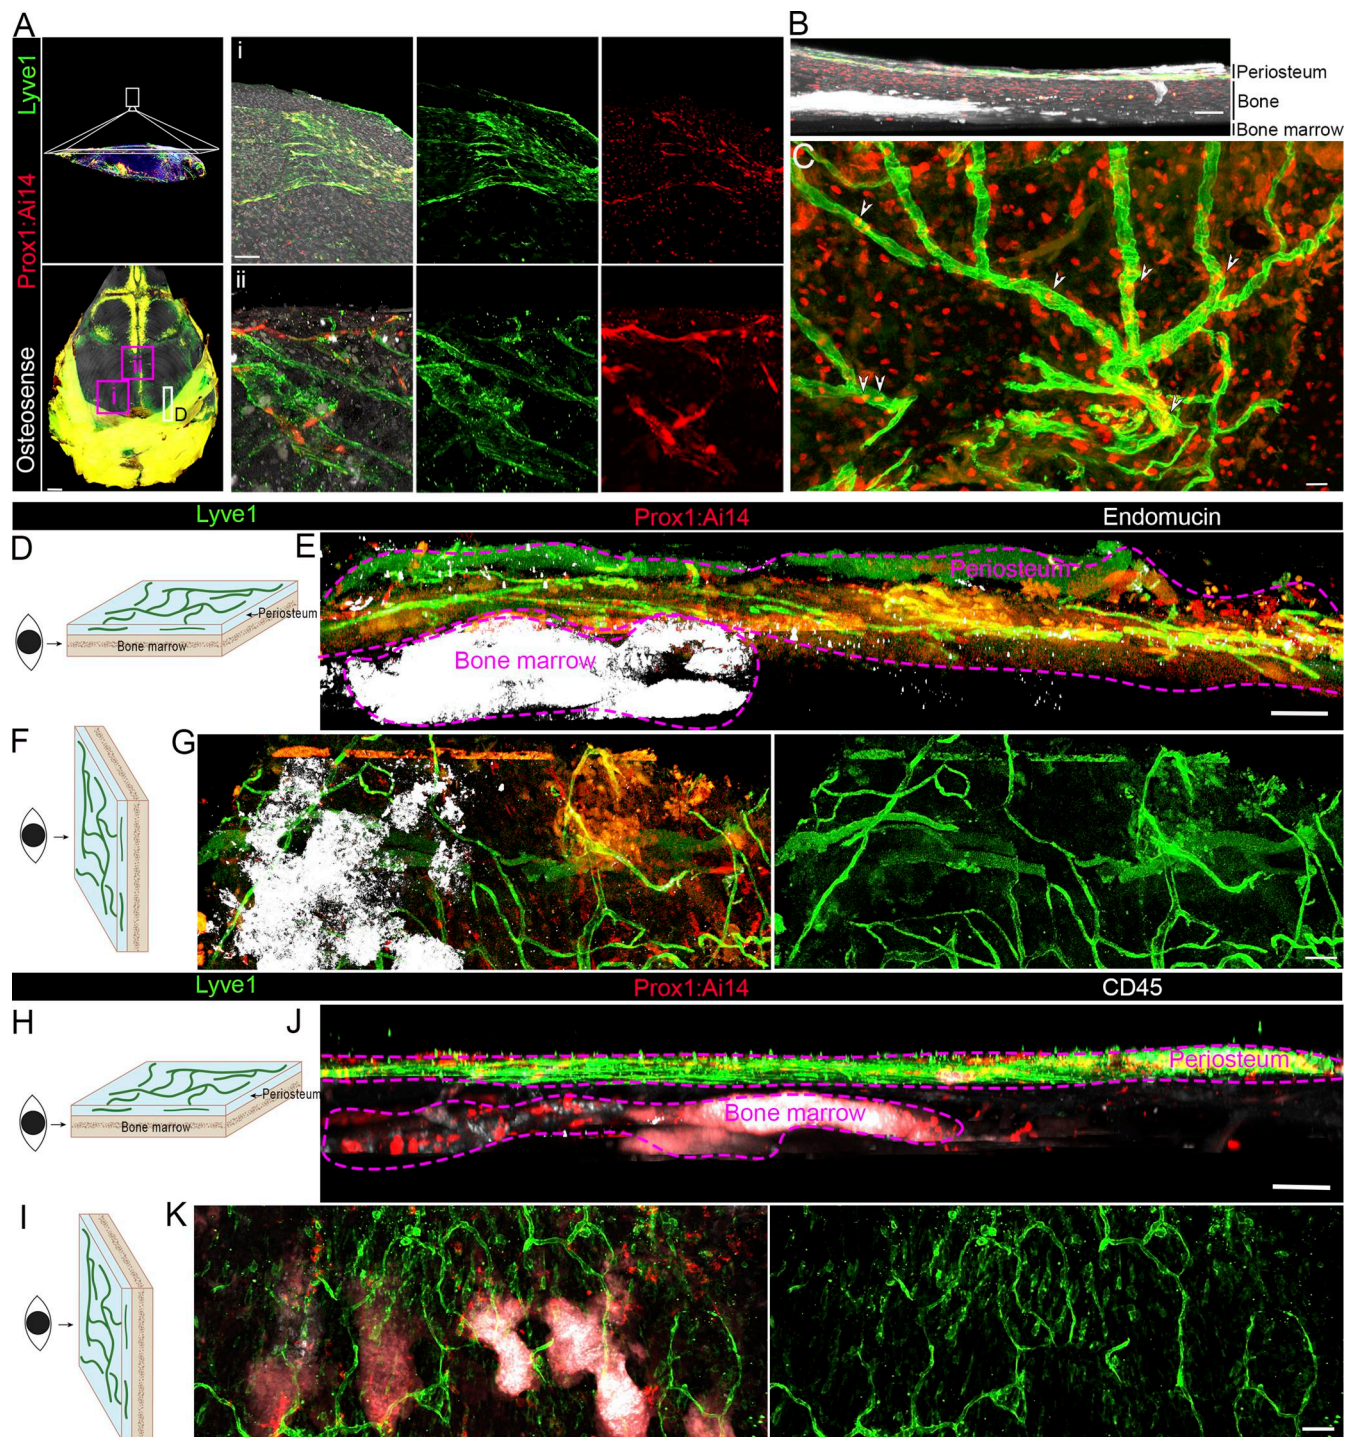 A
B
Lyve1
Prox1:Ai14
Osteosense
i
ii
i
ii
D
Periosteum
Bone
Bone marrow
C
Lyve1
Prox1:Ai14
Endomucin
D
Periosteum
Bone marrow
E
Periosteum
Bone marrow
F
G
Lyve1
Prox1:Ai14
CD45
H
Periosteum
Bone marrow
J
Periosteum
Bone marrow
I
K